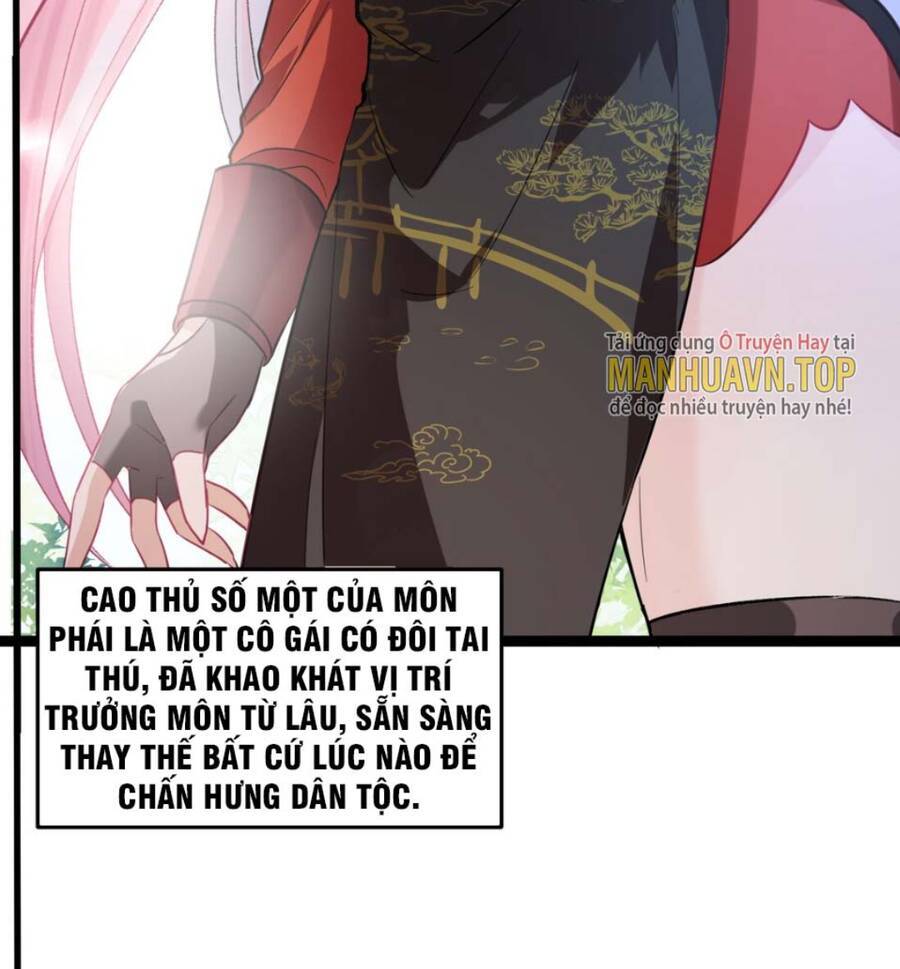 Tải ứng dụng Ô Truyện Hay tại
MANHUAVN.TOP
để đọc nhiều truyện hay nhé!
CAO THỦ SỐ MỘT CỦA MÔN
PHÁI LÀ MỘT CÔ GÁI CÓ ĐÔI TAI
THÚ, ĐÃ KHAO KHÁT VỊ TRÍ
TRƯỞNG MÔN TỪ LÂU, SẴN SÀNG
THAY THẾ BẤT CỨ LÚC NÀO ĐỂ
CHẤN HƯNG DÂN TỘC.